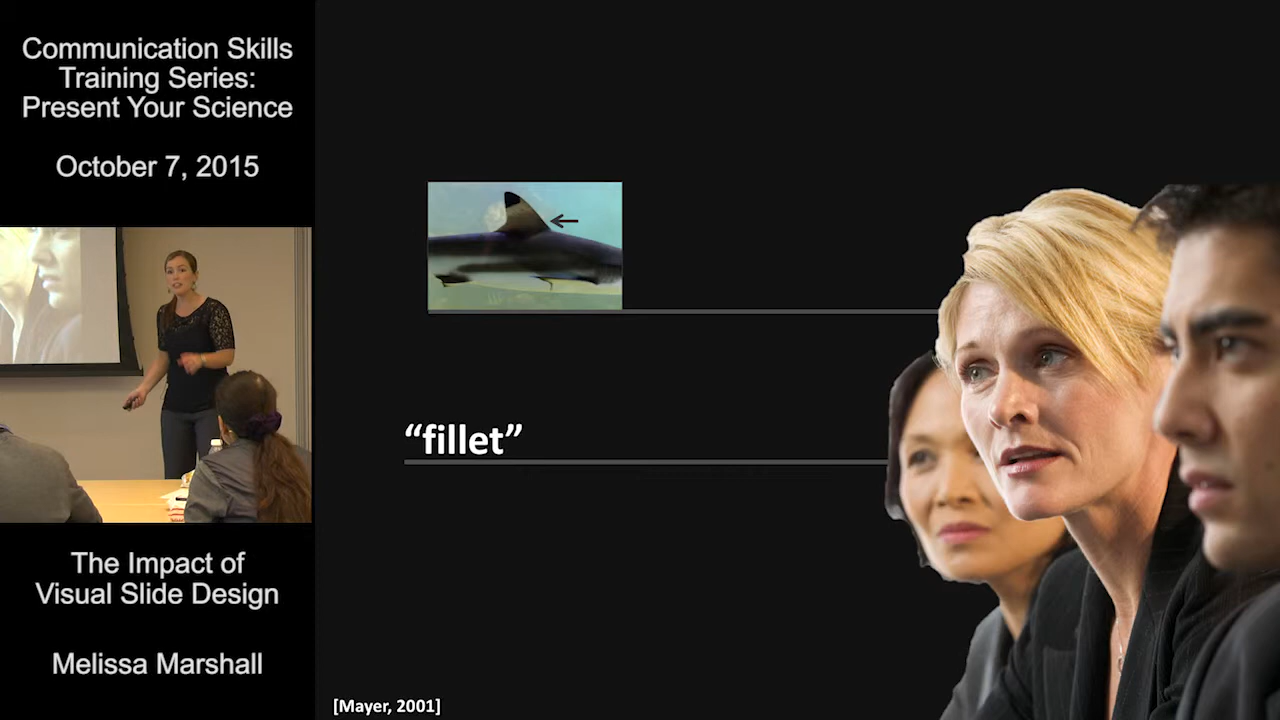 Communication Skills
Training Series:
Present Your Science
October 7, 2015
"fillet"
The Impact of
Visual Slide Design
Melissa Marshall
[Mayer, 2001]